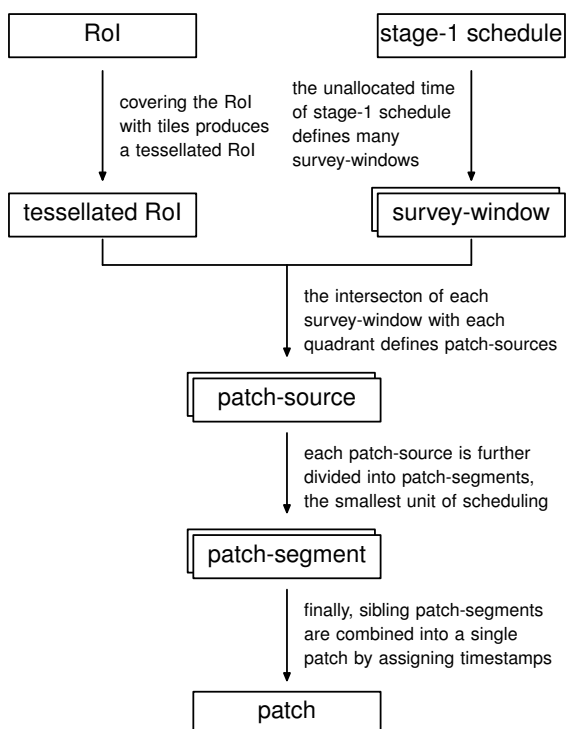 RoI
stage-1 schedule
covering the RoI
with tiles produces
a tessellated RoI
the unallocated time
of stage-1 schedule
defines many
survey-windows
tessellated RoI
survey-window
the intersecton of each
survey-window with each
quadrant defines patch-sources
patch-source
each patch-source is further
divided into patch-segments,
the smallest unit of scheduling
patch-segment
finally, sibling patch-segments
are combined into a single
patch by assigning timestamps
patch